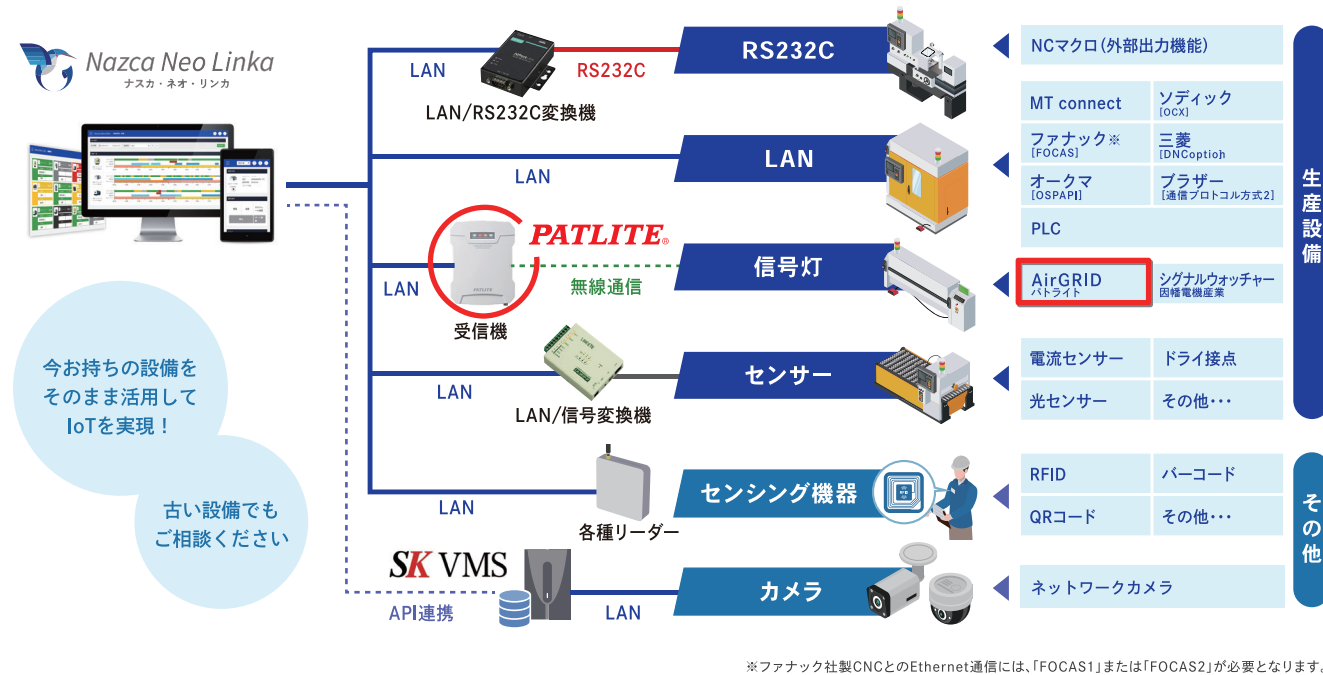 Nazca Neo Linka
ナスカ・ネオ・リンカ
LAN
RS232C
LAN/RS232C変換機
RS232C
NCマクロ(外部出力機能)
LAN
LAN
MT connect
ソディック
[OCX]
ファナック※
[FOCAS]
三菱
[DNCoption]
オークマ
[OSPAPI]
ブラザー
[通信プロトコル方式2]
PLC
生産設備
LAN
PATLITE®
PATLITE
無線通信
受信機
信号灯
AirGRID
パトライト
シグナルウォッチャー
因幡電機産業
今お持ちの設備を
そのまま活用して
IoTを実現!
LAN
LAN/信号変換機
センサー
電流センサー
ドライ接点
光センサー
その他・・・
古い設備でも
ご相談ください
LAN
各種リーダー
センシング機器
RFID
バーコード
QRコード
その他・・・
その他
SK VMS
API連携
LAN
カメラ
ネットワークカメラ
※ファナック社製CNCとのEthernet通信には、「FOCAS1」または「FOCAS2」が必要となります。